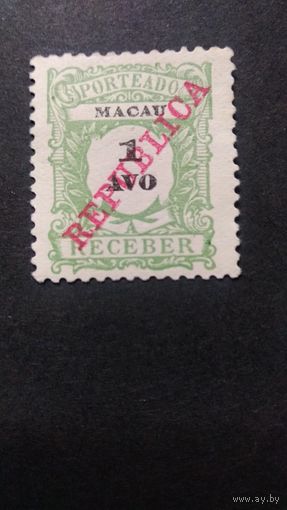 PORTEADO
MACAU
1
AVO
REPUBLICA
RECEBER
www.ay.by